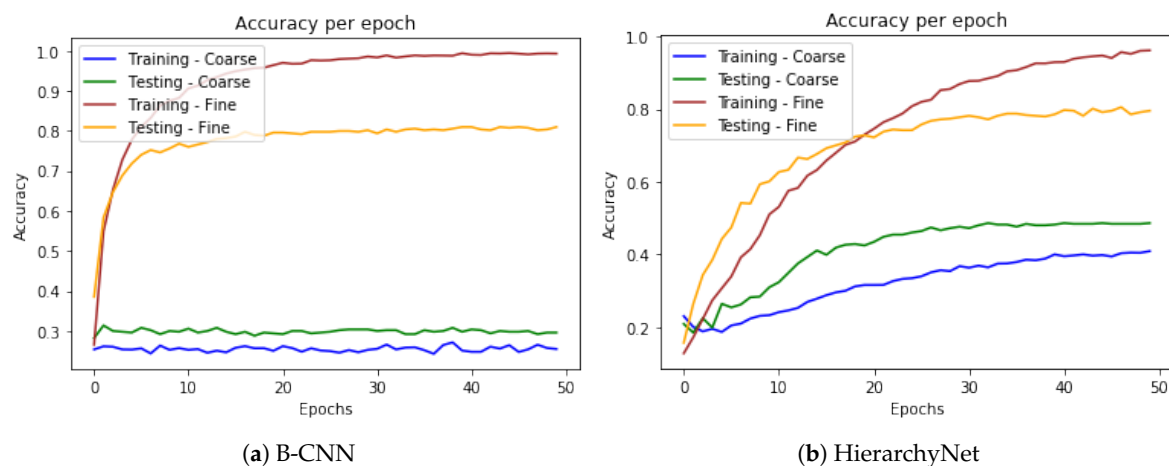 Accuracy per epoch
1.0
0.9
0.8
0.7
0.6
0.5
0.4
0.3
Accuracy
Training - Coarse
Testing - Coarse
Training - Fine
Testing - Fine
0 10 20 30 40 50
Epochs
(a) B-CNN
Accuracy per epoch
1.0
0.8
0.6
0.4
0.2
Accuracy
Training - Coarse
Testing - Coarse
Training - Fine
Testing - Fine
0 10 20 30 40 50
Epochs
(b) HierarchyNet